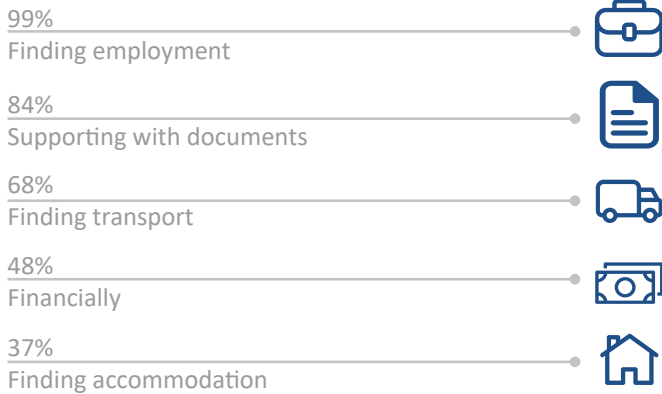 99%
Finding employment
84%
Supporting with documents
68%
Finding transport
48%
Financially
37%
Finding accommodation